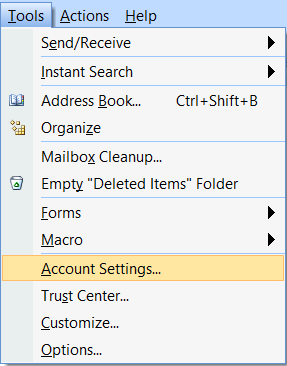 Tools Actions Help
Send/Receive
Instant Search
Address Book... Ctrl+Shift+B
Organize
Mailbox Cleanup...
Empty "Deleted Items" Folder
Forms
Macro
Account Settings...
Trust Center...
Customize...
Options...